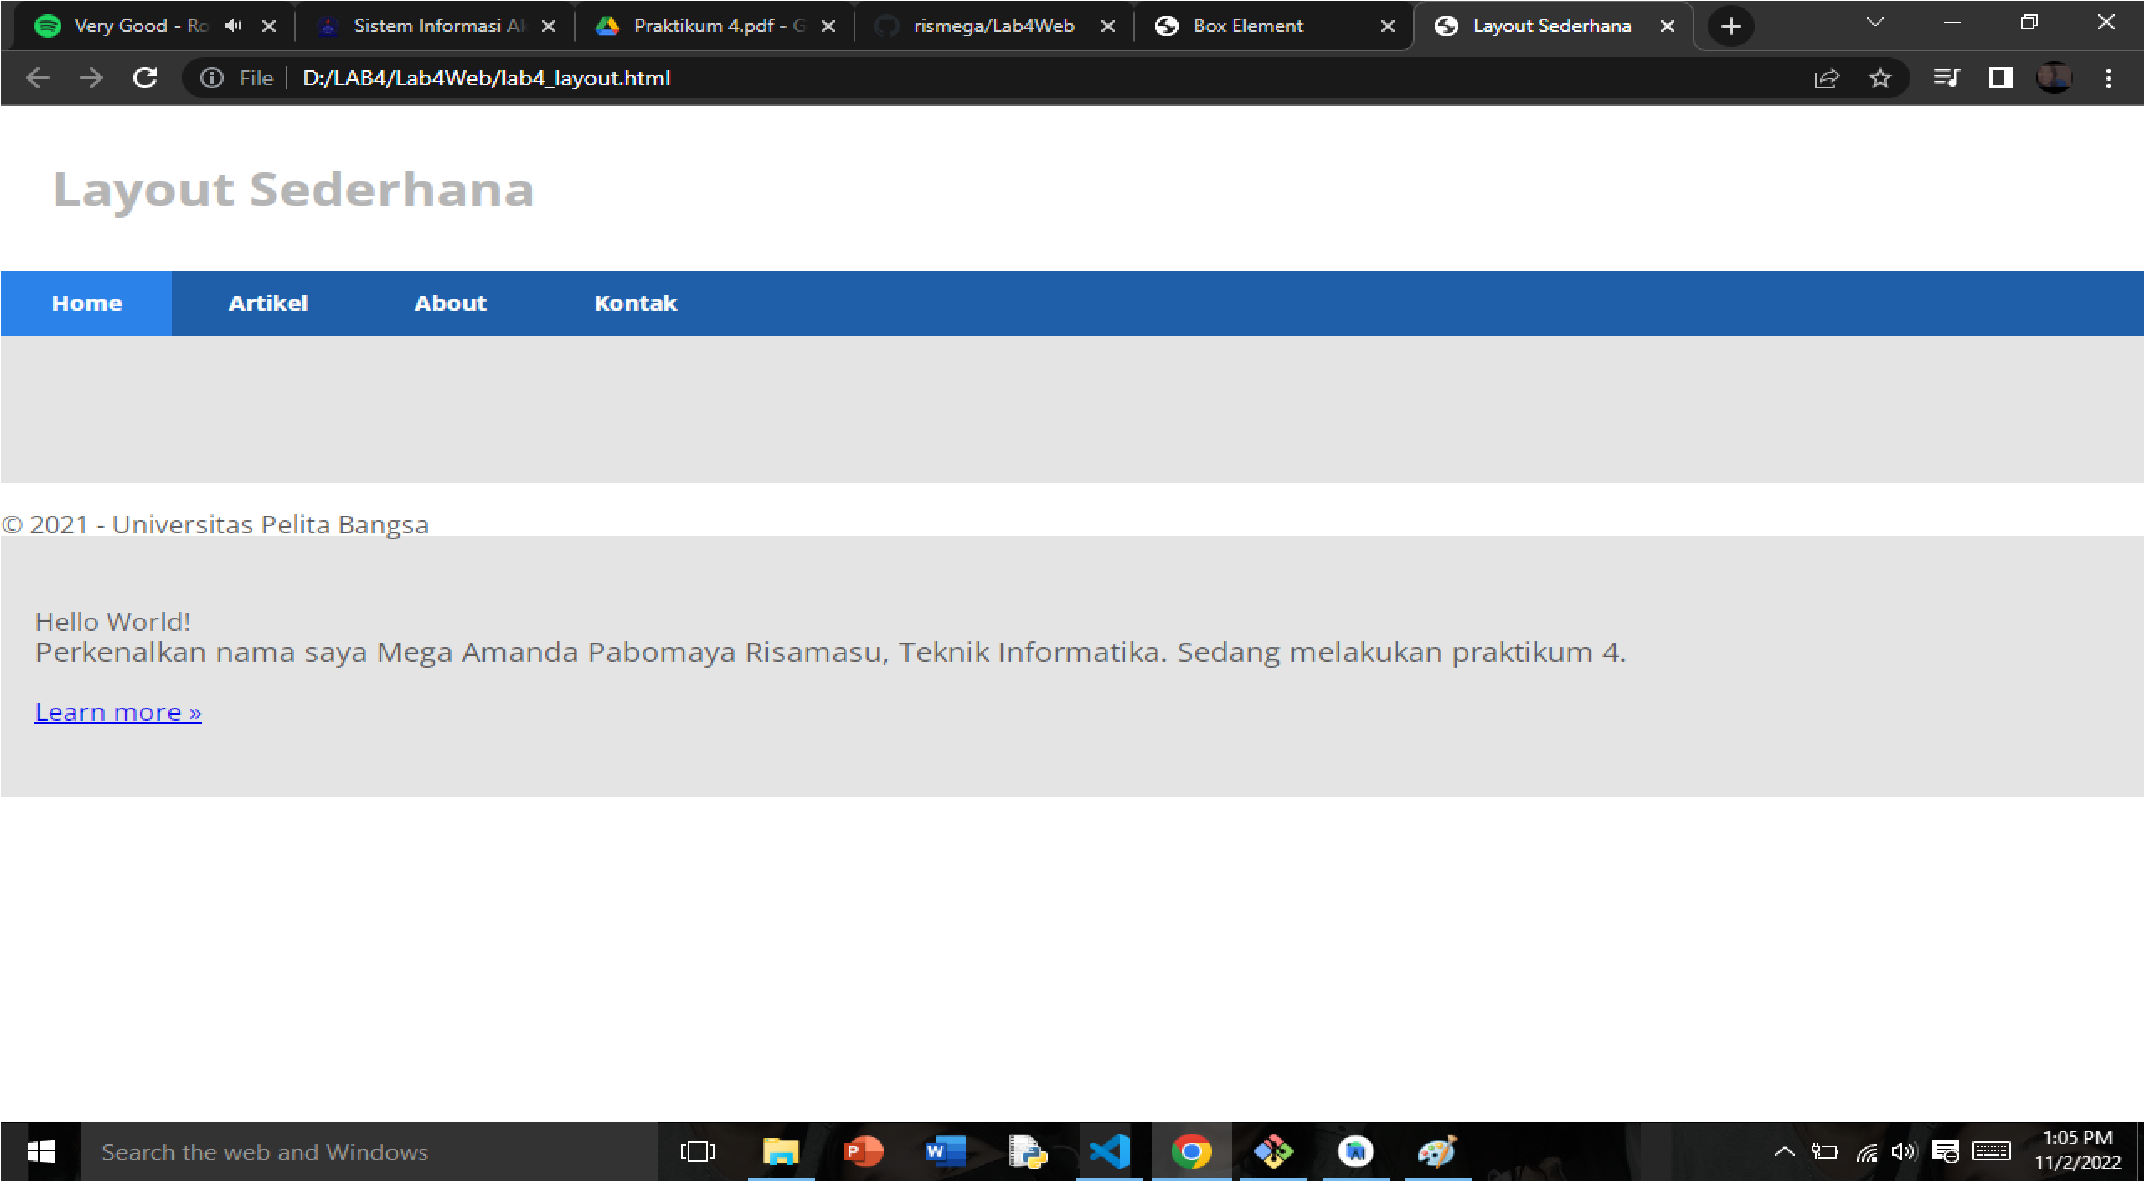 Very Good - Ro
Sistem Informasi Al
Praktikum 4.pdf - G
rismega/Lab4Web
Box Element
Layout Sederhana
File
D:/LAB4/Lab4Web/lab4_layout.html
Layout Sederhana
Home Artikel About Kontak
© 2021 - Universitas Pelita Bangsa
Hello World!
Perkenalkan nama saya Mega Amanda Pabomaya Risamasu, Teknik Informatika. Sedang melakukan praktikum 4.
Learn more »
Search the web and Windows
1:05 PM
11/2/2022